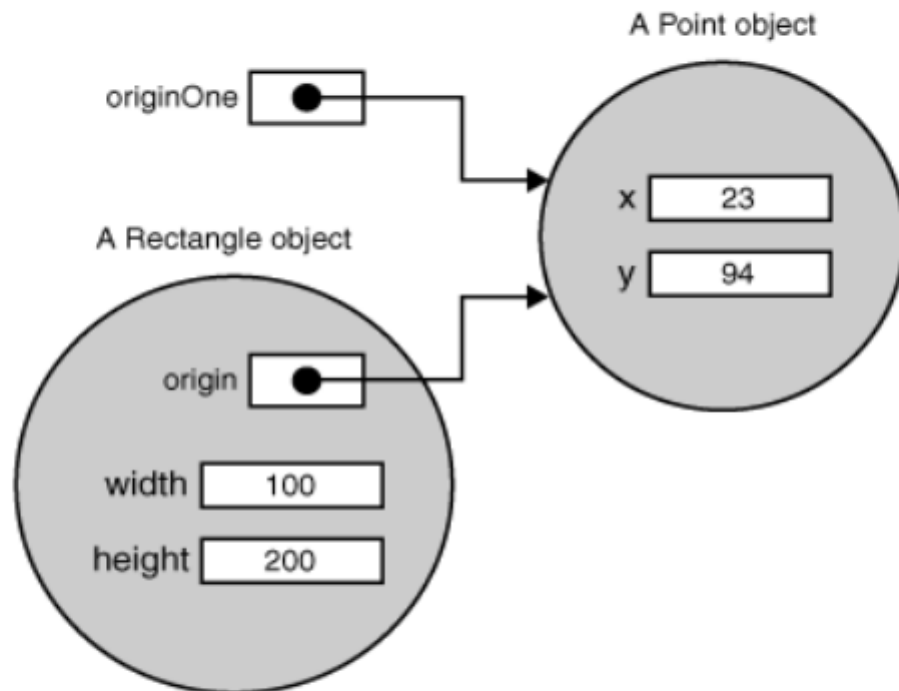 A Point object
originOne
x 23
A Rectangle object
y 94
origin
width 100
height 200